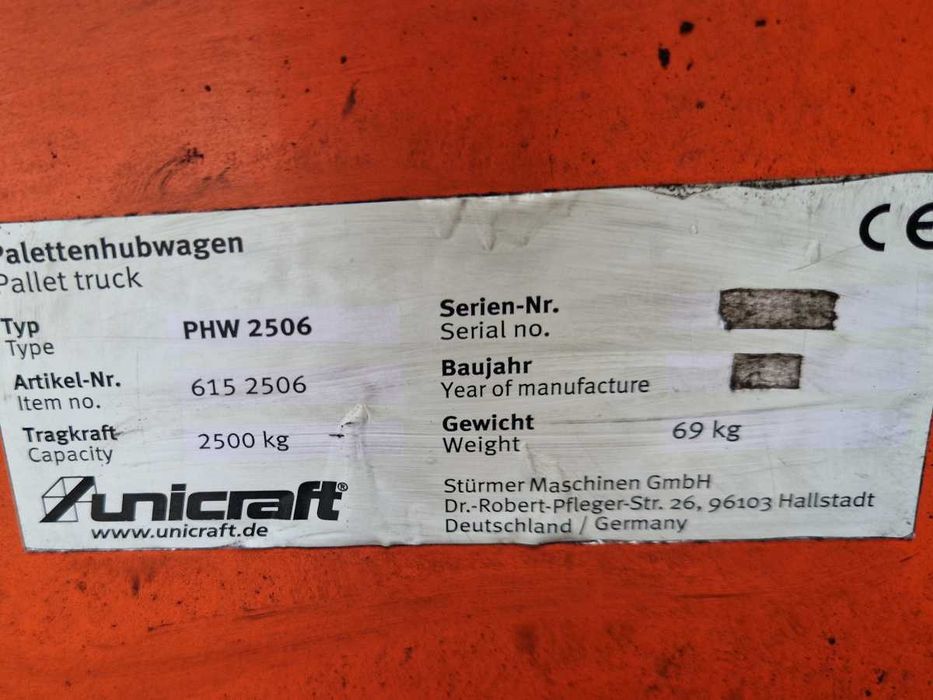 Palettenhubwagen
Pallet truck
CE
Typ
Type
PHW 2506
Artikel-Nr.
Item no.
615 2506
Tragkraft
Capacity
2500 kg
unicraft®
www.unicraft.de
Serien-Nr.
Serial no.
Baujahr
Year of manufacture
Gewicht
Weight
69 kg
Stürmer Maschinen GmbH
Dr.-Robert-Pfleger-Str. 26, 96103 Hallstadt
Deutschland / Germany